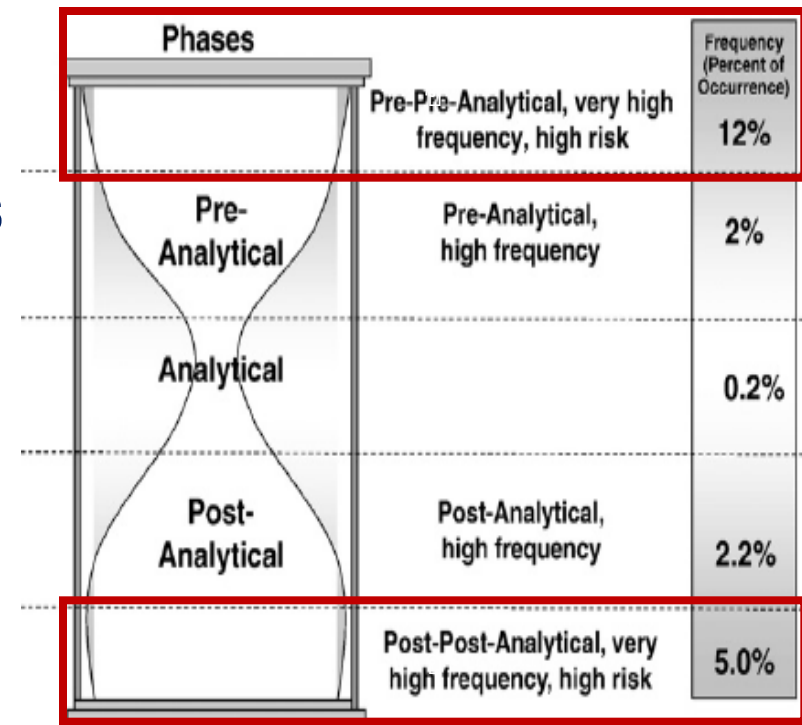 Phases
Frequency
(Percent of
Occurrence)
Pre-Pre-Analytical, very high
frequency, high risk
12%
S
Pre-
Analytical
Pre-Analytical,
high frequency
2%
Analytical
0.2%
Post-
Analytical
Post-Analytical,
high frequency
2.2%
Post-Post-Analytical, very
high frequency, high risk
5.0%